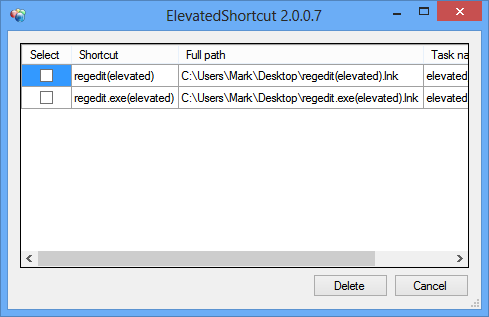 ElevatedShortcut 2.0.0.7
Select Shortcut Full path Task na
regedit(elevated) C:\Users\Mark\Desktop\regedit(elevated).lnk elevated
regedit.exe(elevated) C:\Users\Mark\Desktop\regedit.exe(elevated).lnk elevated
Delete Cancel